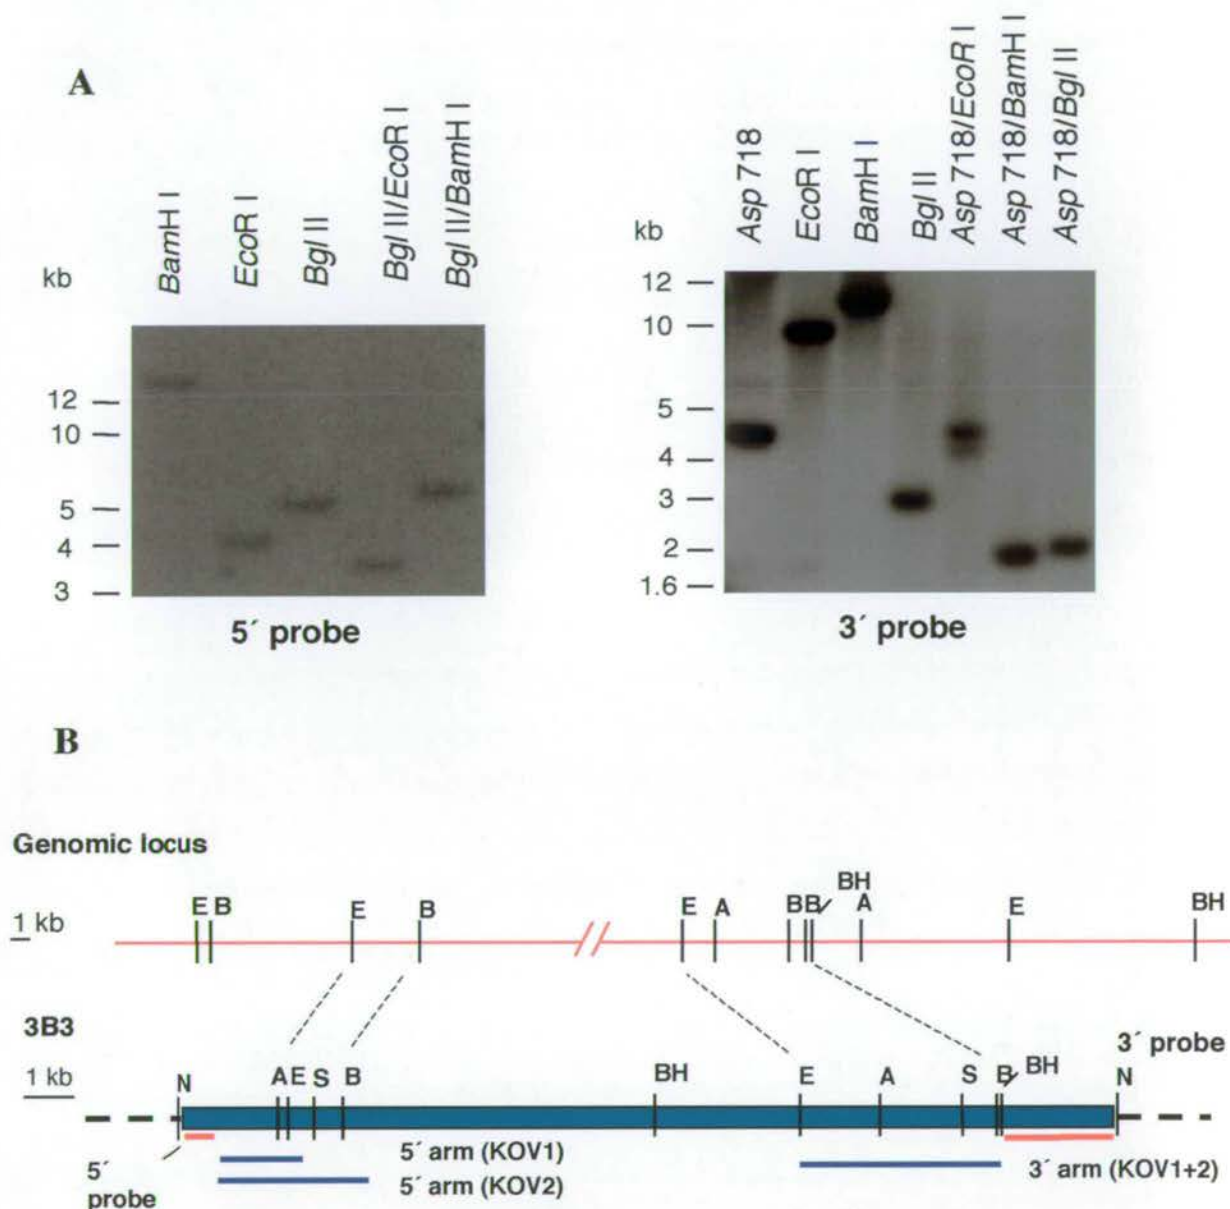 A
kb
BamH I
EcoR I
Bgl II
Bgl II/EcoR I
Bgl II/BamH I
12
10
5
4
3
5´ probe
kb
Asp 718
EcoR I
BamH I
Bgl II
Asp 718/EcoR I
Asp 718/BamH I
Asp 718/Bgl II
12
10
5
4
3
2
1.6
3´ probe
B
Genomic locus
1 kb
E B E B E A B B BH A E BH
3B3
1 kb
N A E S B BH E A S B BH N
3´ probe
5´ probe
5´ arm (KOV1)
5´ arm (KOV2)
3´ arm (KOV1+2)